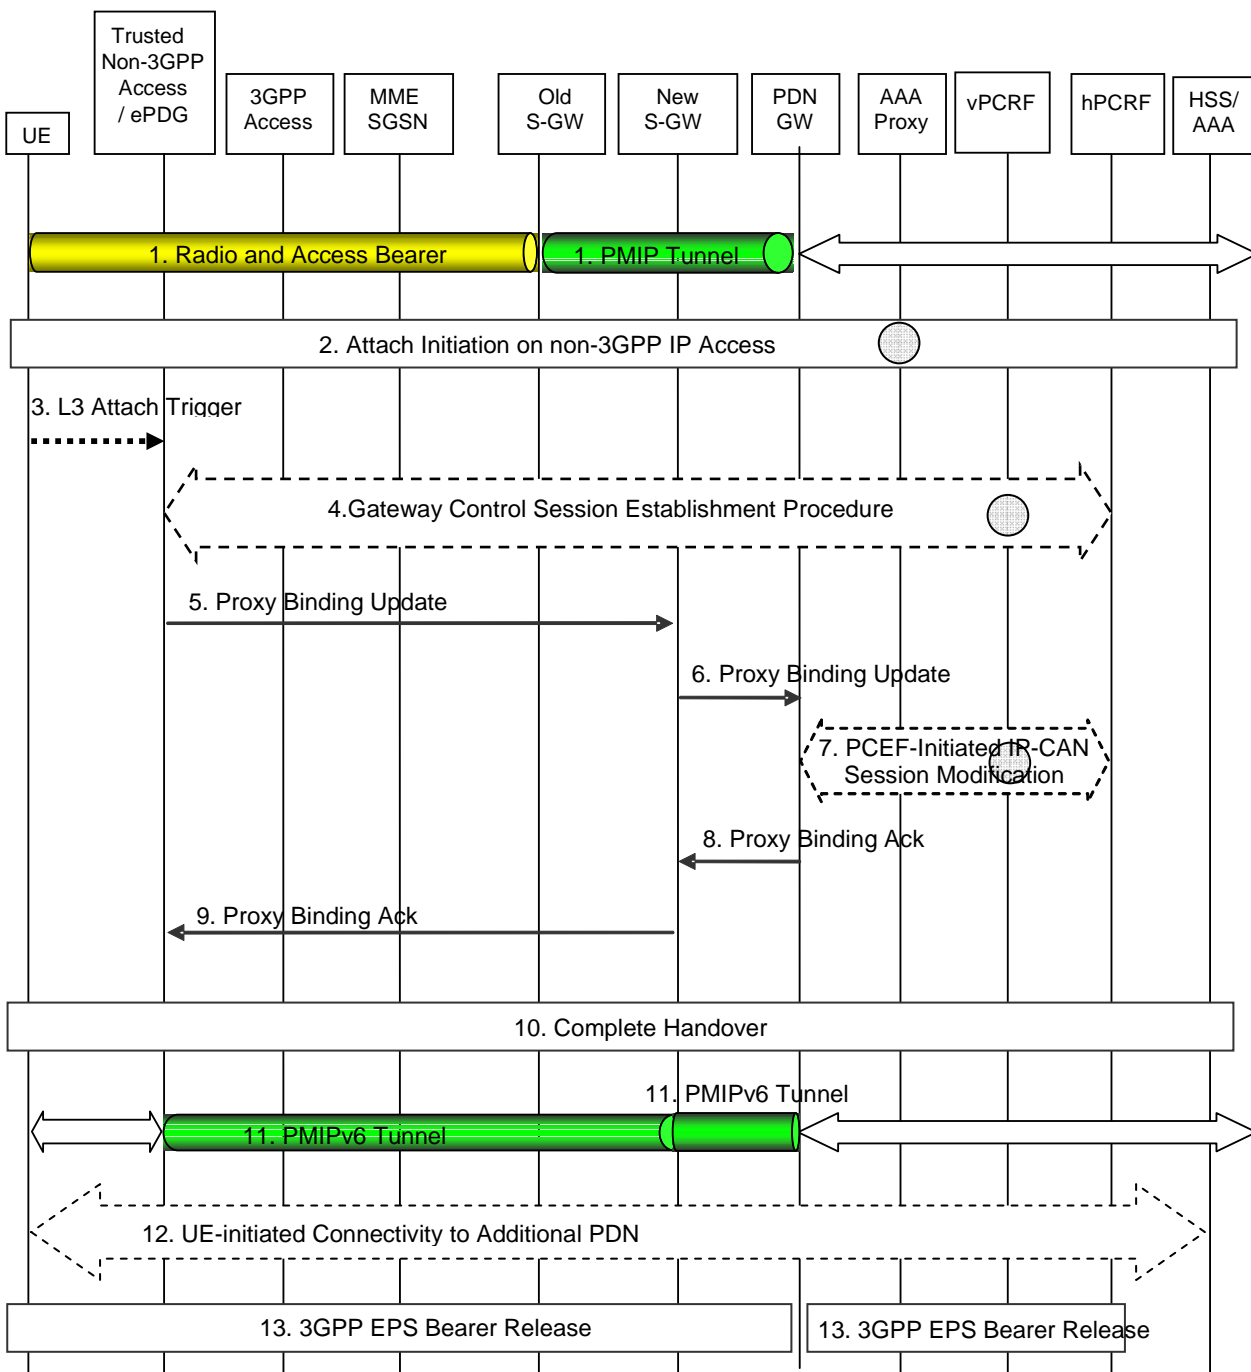 Trusted
Non-3GPP
Access
/ ePDG
UE
3GPP
Access
MME
SGSN
Old
S-GW
New
S-GW
PDN
GW
AAA
Proxy
vPCRF
hPCRF
HSS/
AAA
1. Radio and Access Bearer
1. PMIP Tunnel
2. Attach Initiation on non-3GPP IP Access
3. L3 Attach Trigger
4.Gateway Control Session Establishment Procedure
5. Proxy Binding Update
6. Proxy Binding Update
7. PCEF-Initiated IP-CAN
Session Modification
8. Proxy Binding Ack
9. Proxy Binding Ack
10. Complete Handover
11. PMIPv6 Tunnel
11. PMIPv6 Tunnel
12. UE-initiated Connectivity to Additional PDN
13. 3GPP EPS Bearer Release
13. 3GPP EPS Bearer Release